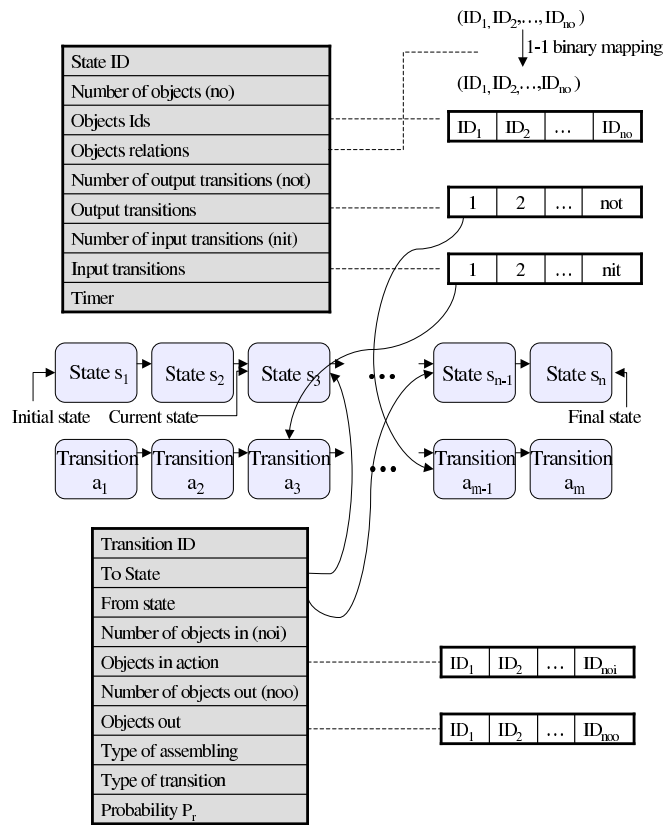 (ID1, ID2,…, IDno)
1-1 binary mapping
(ID1, ID2,…,IDno)
State ID
Number of objects (no)
Objects Ids
Objects relations
Number of output transitions (not)
Output transitions
Number of input transitions (nit)
Input transitions
Timer
ID1 ID2 … IDno
1 2 … not
1 2 … nit
State s1 State s2 State s3 … State sn-1 State sn
Initial state Current state Final state
Transition a1 Transition a2 Transition a3 … Transition am-1 Transition am
Transition ID
To State
From state
Number of objects in (noi)
Objects in action
Number of objects out (noo)
Objects out
Type of assembling
Type of transition
Probability Pr
ID1 ID2 … IDnoi
ID1 ID2 … IDnoo